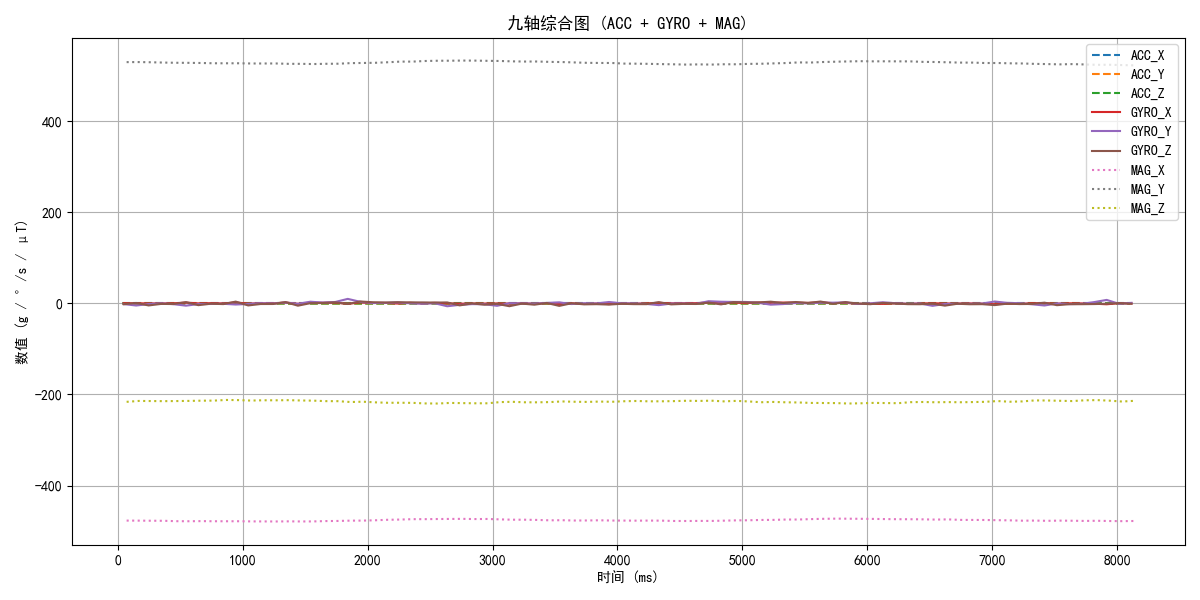 九轴综合图 (ACC + GYRO + MAG)
数值 (g / °/s / μT)
400
200
0
−200
−400
ACC_X
ACC_Y
ACC_Z
GYRO_X
GYRO_Y
GYRO_Z
MAG_X
MAG_Y
MAG_Z
0 1000 2000 3000 4000 5000 6000 7000 8000
时间 (ms)